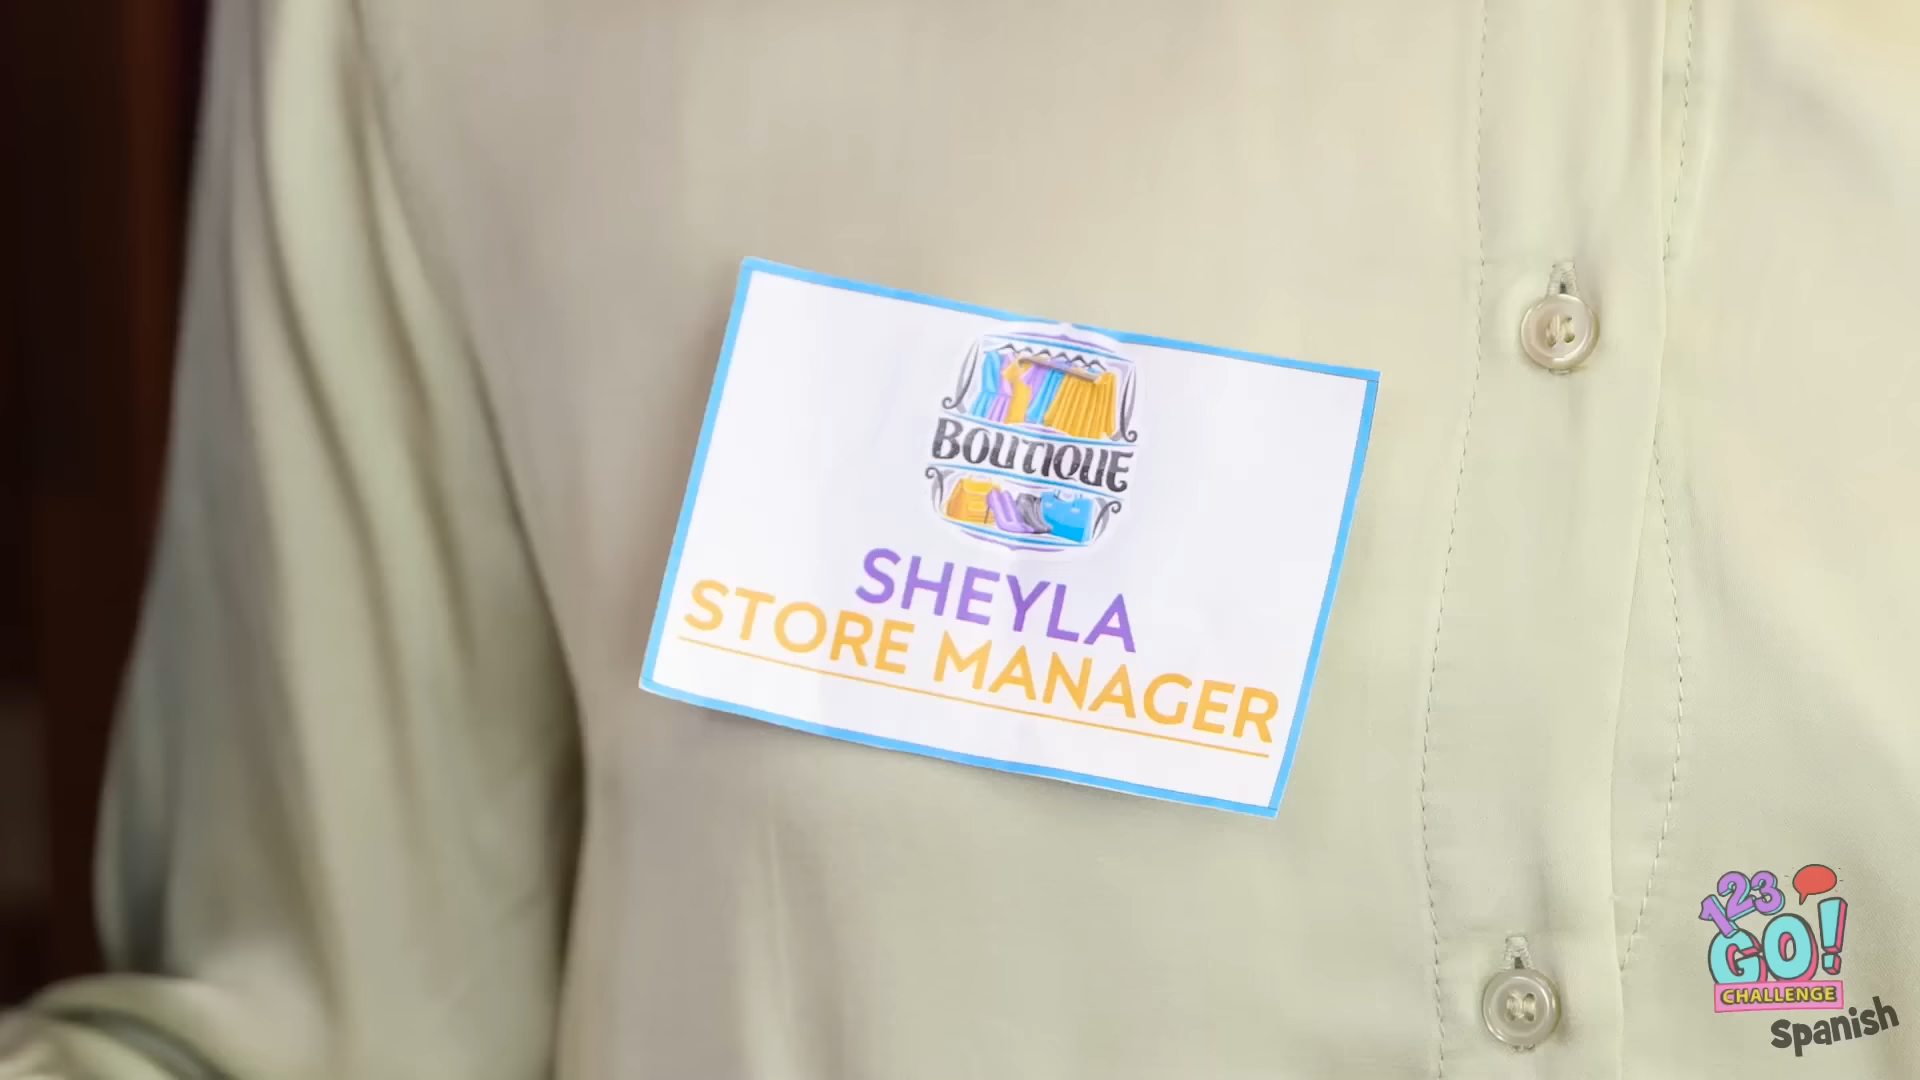 BOUTIQUE
SHEYLA
STORE MANAGER
123
GO!
CHALLENGE
Spanish